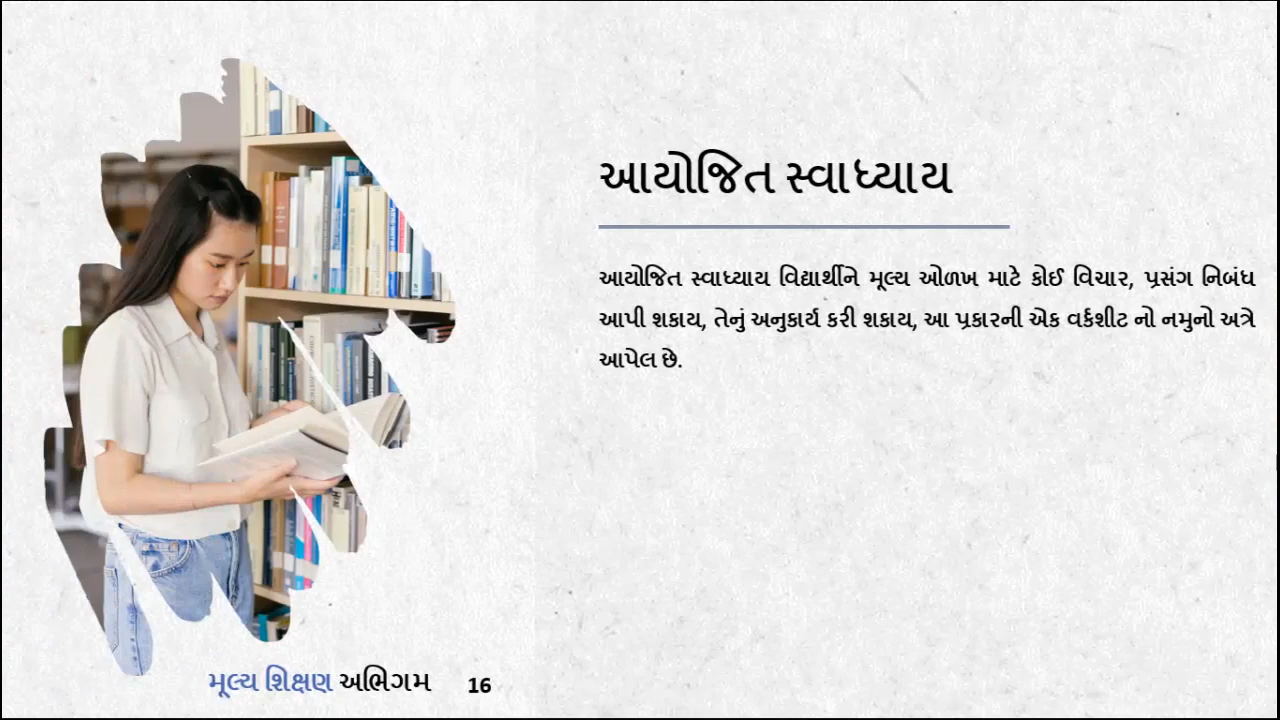 આયોજિત સ્વાધ્યાય
આયોજિત સ્વાધ્યાય વિદ્યાર્થીને મૂલ્ય ઓળખ માટે કોઈ વિચાર, પ્રસંગ નિબંધ
આપી શકાય, તેનું અનુકાર્ય કરી શકાય, આ પ્રકારની એક વર્કશીટ નો નમુનો અત્રે
આપેલ છે.
મૂલ્ય શિક્ષણ અભિગમ 16